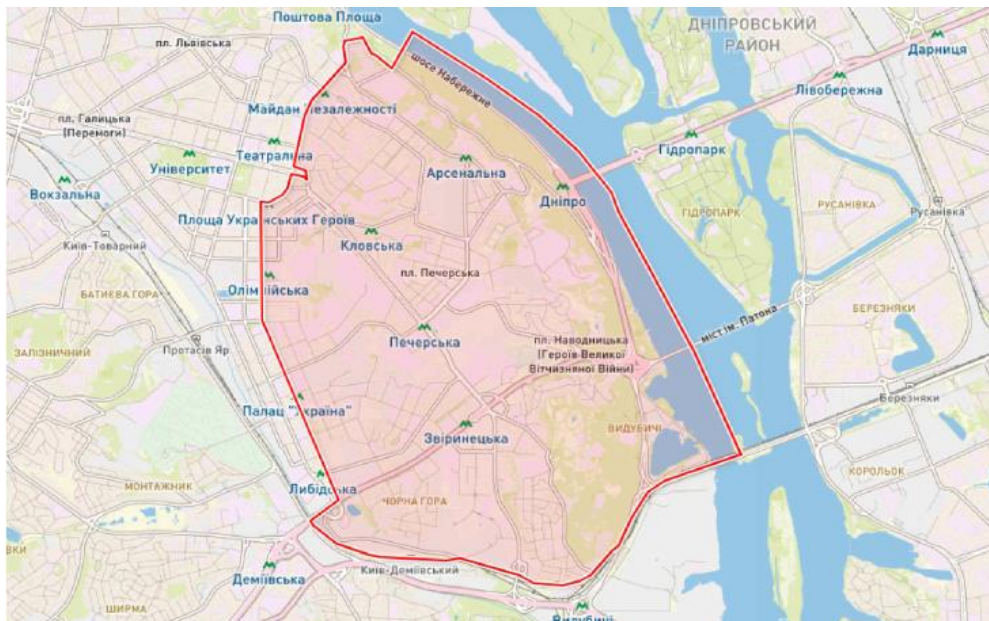 Поштова Площа
ДНІПРОВСЬКИЙ
РАЙОН
Дарниця
пл. Львівська
шосе Набережне
Лівобережна
Майдан Незалежності
пл. Галицька
(Перемоги)
Театральна
Гідропарк
Університет
Арсенальна
Вокзальна
Дніпро
ГІДРОПАРК
РУСАНІВКА
Русанівка
Площа Українських Героїв
Київ-Товарний
Кловська
пл. Печерська
Олімпійська
БАТИЄВА ГОРА
БЕРЕЗНЯКИ
міст ім. Патона
Печерська
пл. Наводницька
(Героїв Великої
Вітчизняної Війни)
ЗАЛІЗНИЧНИЙ
Протасів Яр
Березняки
Палац "Україна"
Звіринецька
ВИДУБИЧІ
КОРОЛЬОК
Либідська
МОНТАЖНИК
ЧОРНА ГОРА
ВКИ
Деміївська
Київ-Деміївський
ШИРМА
Видубичі